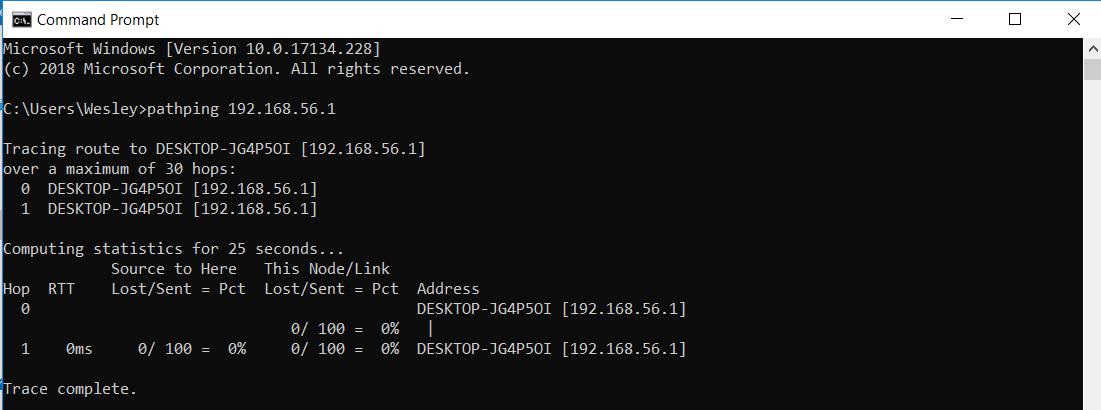 Command Prompt
Microsoft Windows [Version 10.0.17134.228]
(c) 2018 Microsoft Corporation. All rights reserved.
C:\Users\Wesley>pathping 192.168.56.1
Tracing route to DESKTOP-JG4P5OI [192.168.56.1]
over a maximum of 30 hops:
  0  DESKTOP-JG4P5OI [192.168.56.1]
  1  DESKTOP-JG4P5OI [192.168.56.1]
Computing statistics for 25 seconds...
            Source to Here   This Node/Link
Hop  RTT    Lost/Sent = Pct  Lost/Sent = Pct  Address
  0                                           DESKTOP-JG4P5OI [192.168.56.1]
                                0/ 100 =  0%   |
  1    0ms     0/ 100 =  0%     0/ 100 =  0%  DESKTOP-JG4P5OI [192.168.56.1]
Trace complete.